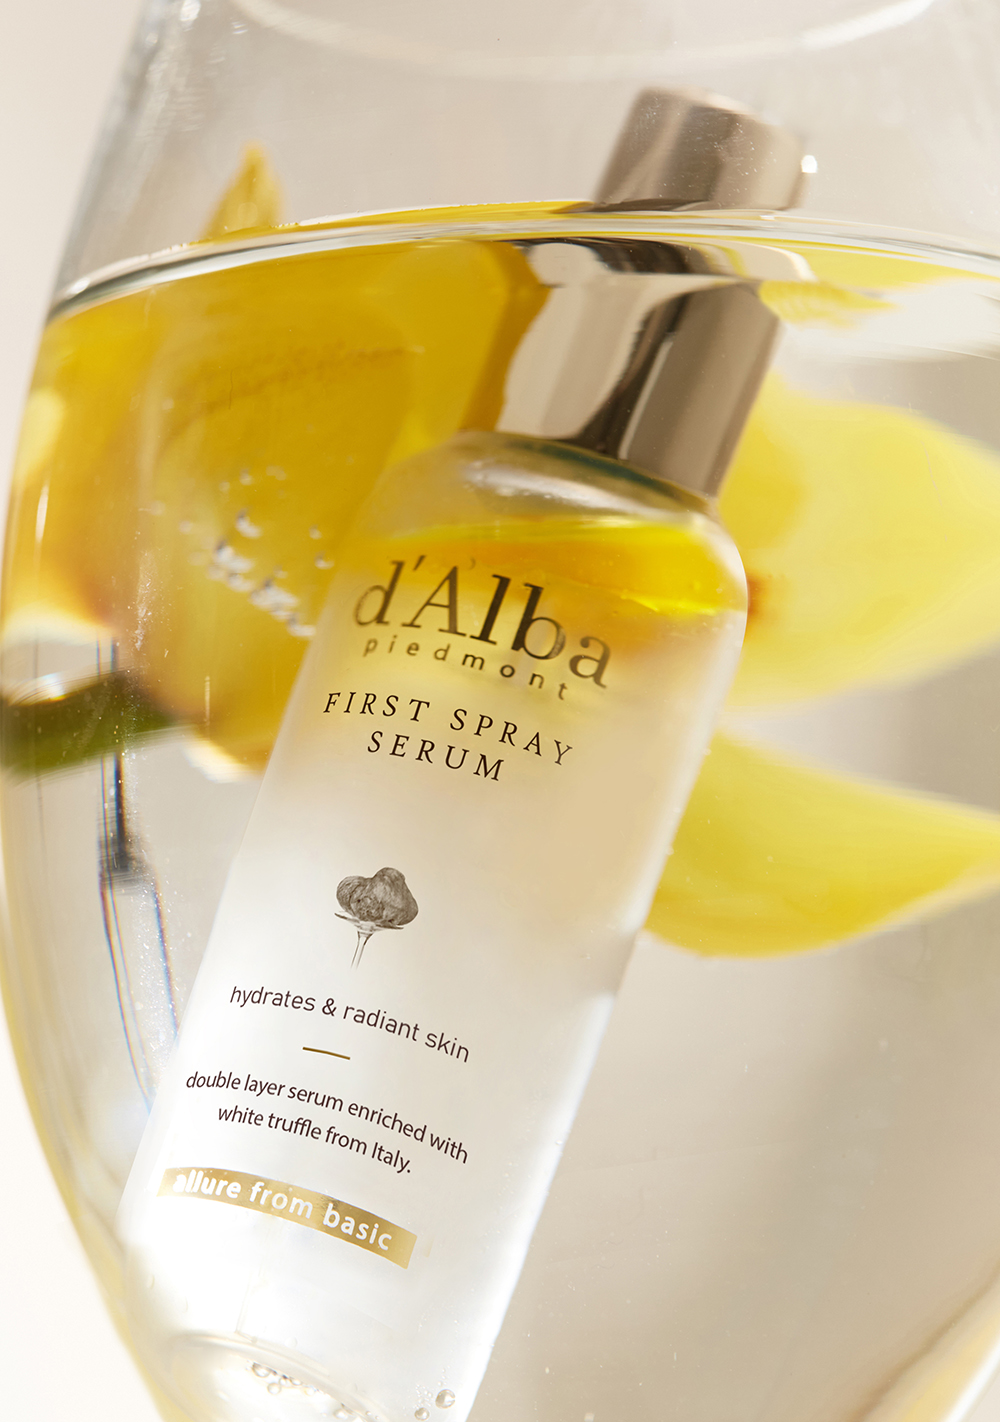 d'Alba
piedmont
FIRST SPRAY
SERUM
hydrates & radiant skin
double layer serum enriched with
white truffle from Italy.
allure from basic